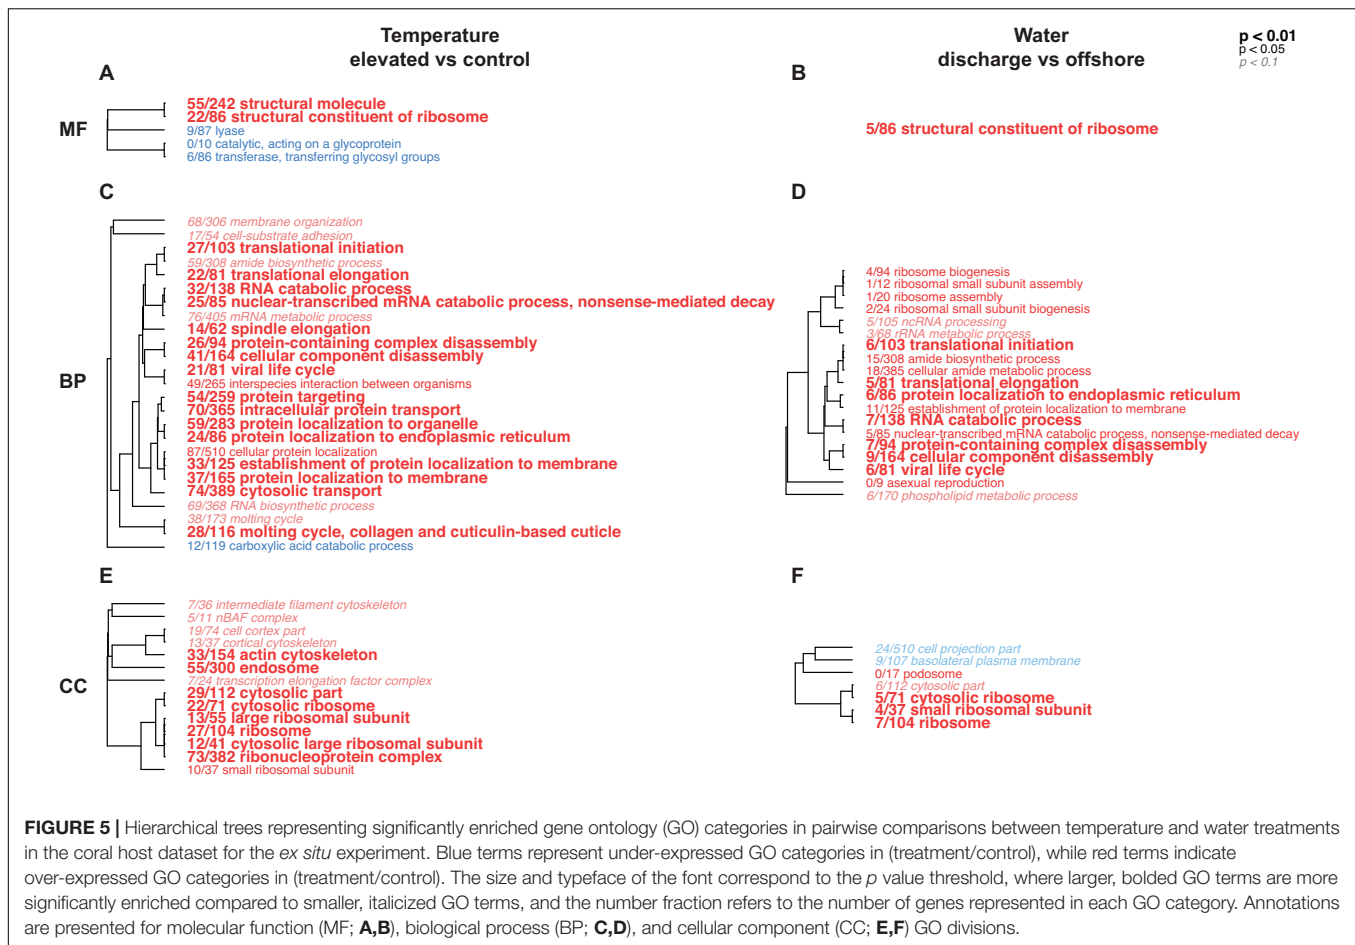 Temperature
elevated vs control
Water
discharge vs offshore
p < 0.01
p < 0.05
p < 0.1
A
MF
55/242 structural molecule
22/86 structural constituent of ribosome
9/87 lyase
0/10 catalytic, acting on a glycoprotein
6/86 transferase, transferring glycosyl groups
B
5/86 structural constituent of ribosome
C
BP
68/306 membrane organization
17/54 cell-substrate adhesion
27/103 translational initiation
59/308 amide biosynthetic process
22/81 translational elongation
32/138 RNA catabolic process
25/85 nuclear-transcribed mRNA catabolic process, nonsense-mediated decay
76/405 mRNA metabolic process
14/62 spindle elongation
26/94 protein-containing complex disassembly
41/164 cellular component disassembly
21/81 viral life cycle
49/265 interspecies interaction between organisms
54/259 protein targeting
70/365 intracellular protein transport
59/283 protein localization to organelle
24/86 protein localization to endoplasmic reticulum
87/510 cellular protein localization
33/125 establishment of protein localization to membrane
37/165 protein localization to membrane
74/389 cytosolic transport
69/368 RNA biosynthetic process
38/173 molting cycle
28/116 molting cycle, collagen and cuticulin-based cuticle
12/119 carboxylic acid catabolic process
D
4/94 ribosome biogenesis
1/12 ribosomal small subunit assembly
1/20 ribosome assembly
2/24 ribosomal small subunit biogenesis
5/105 ncRNA processing
3/68 rRNA metabolic process
6/103 translational initiation
15/308 amide biosynthetic process
18/385 cellular amide metabolic process
5/81 translational elongation
6/86 protein localization to endoplasmic reticulum
11/125 establishment of protein localization to membrane
7/138 RNA catabolic process
5/85 nuclear-transcribed mRNA catabolic process, nonsense-mediated decay
7/94 protein-containing complex disassembly
9/164 cellular component disassembly
6/81 viral life cycle
0/9 asexual reproduction
6/170 phospholipid metabolic process
E
CC
7/36 intermediate filament cytoskeleton
5/11 nBAF complex
19/74 cell cortex part
13/37 cortical cytoskeleton
33/154 actin cytoskeleton
55/300 endosome
7/24 transcription elongation factor complex
29/112 cytosolic part
22/71 cytosolic ribosome
13/55 large ribosomal subunit
27/104 ribosome
12/41 cytosolic large ribosomal subunit
73/382 ribonucleoprotein complex
10/37 small ribosomal subunit
F
24/510 cell projection part
9/107 basolateral plasma membrane
0/17 podosome
6/112 cytosolic part
5/71 cytosolic ribosome
4/37 small ribosomal subunit
7/104 ribosome
FIGURE 5 | Hierarchical trees representing significantly enriched gene ontology (GO) categories in pairwise comparisons between temperature and water treatments
in the coral host dataset for the ex situ experiment. Blue terms represent under-expressed GO categories in (treatment/control), while red terms indicate
over-expressed GO categories in (treatment/control). The size and typeface of the font correspond to the p value threshold, where larger, bolded GO terms are more
significantly enriched compared to smaller, italicized GO terms, and the number fraction refers to the number of genes represented in each GO category. Annotations
are presented for molecular function (MF; A,B), biological process (BP; C,D), and cellular component (CC; E,F) GO divisions.